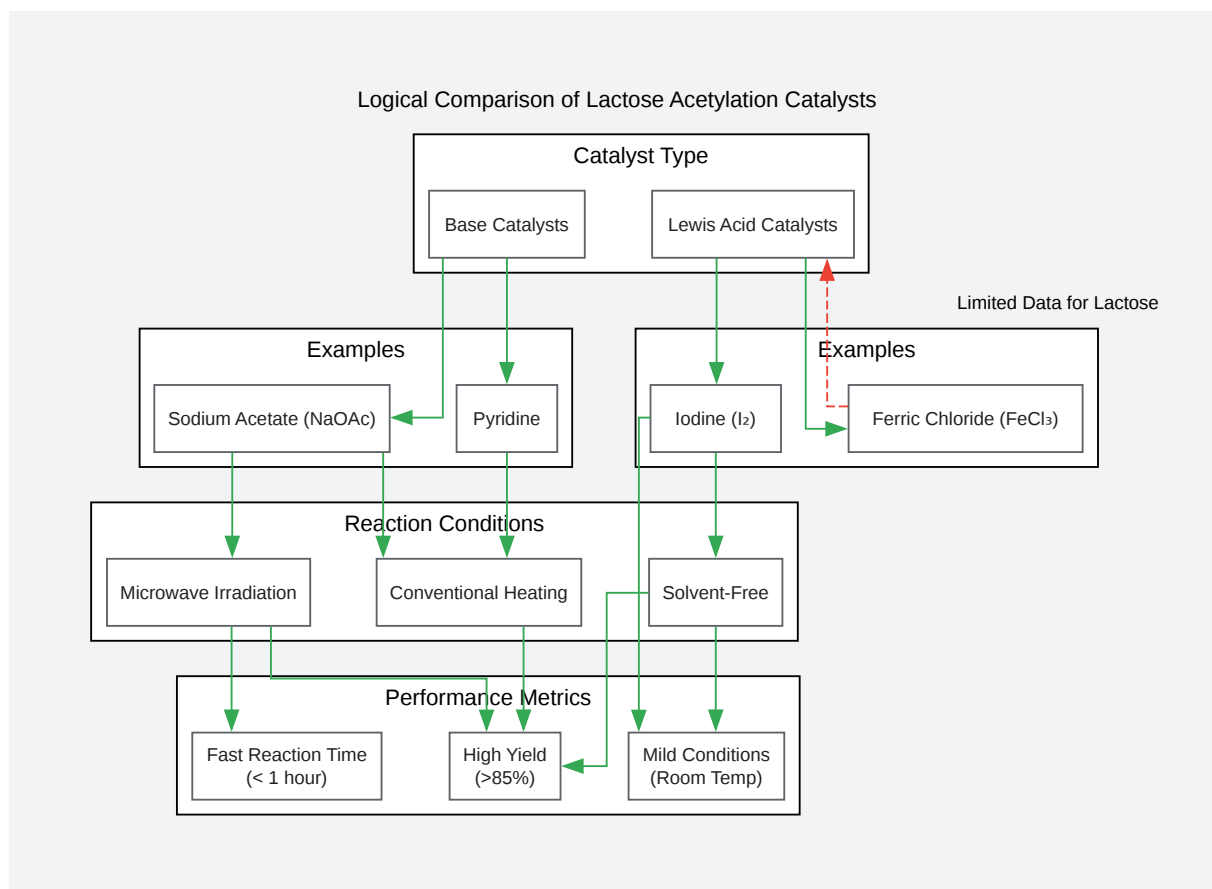 Logical Comparison of Lactose Acetylation Catalysts
Catalyst Type
Base Catalysts
Lewis Acid Catalysts
Limited Data for Lactose
Examples
Sodium Acetate (NaOAc)
Pyridine
Examples
Iodine (I₂)
Ferric Chloride (FeCl₃)
Reaction Conditions
Microwave Irradiation
Conventional Heating
Solvent-Free
Performance Metrics
Fast Reaction Time
(< 1 hour)
High Yield
(>85%)
Mild Conditions
(Room Temp)